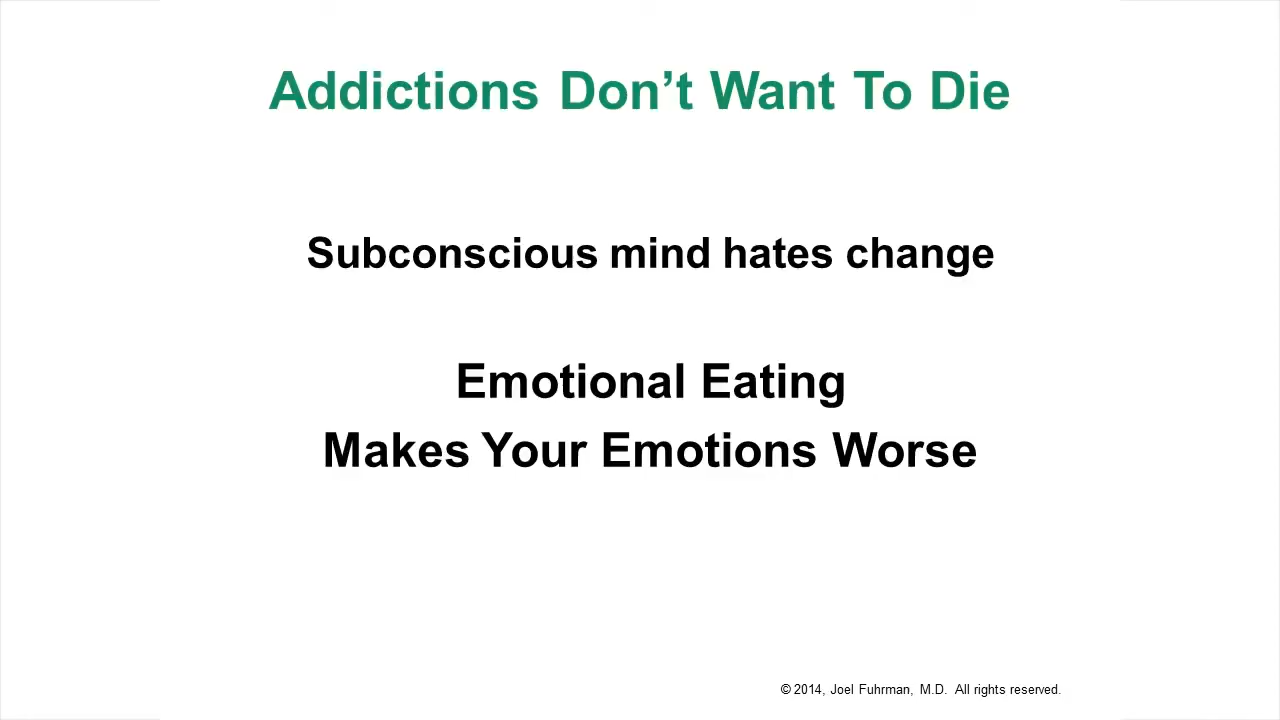 Addictions Don’t Want To Die
Subconscious mind hates change
Emotional Eating
Makes Your Emotions Worse
© 2014, Joel Fuhrman, M.D. All rights reserved.